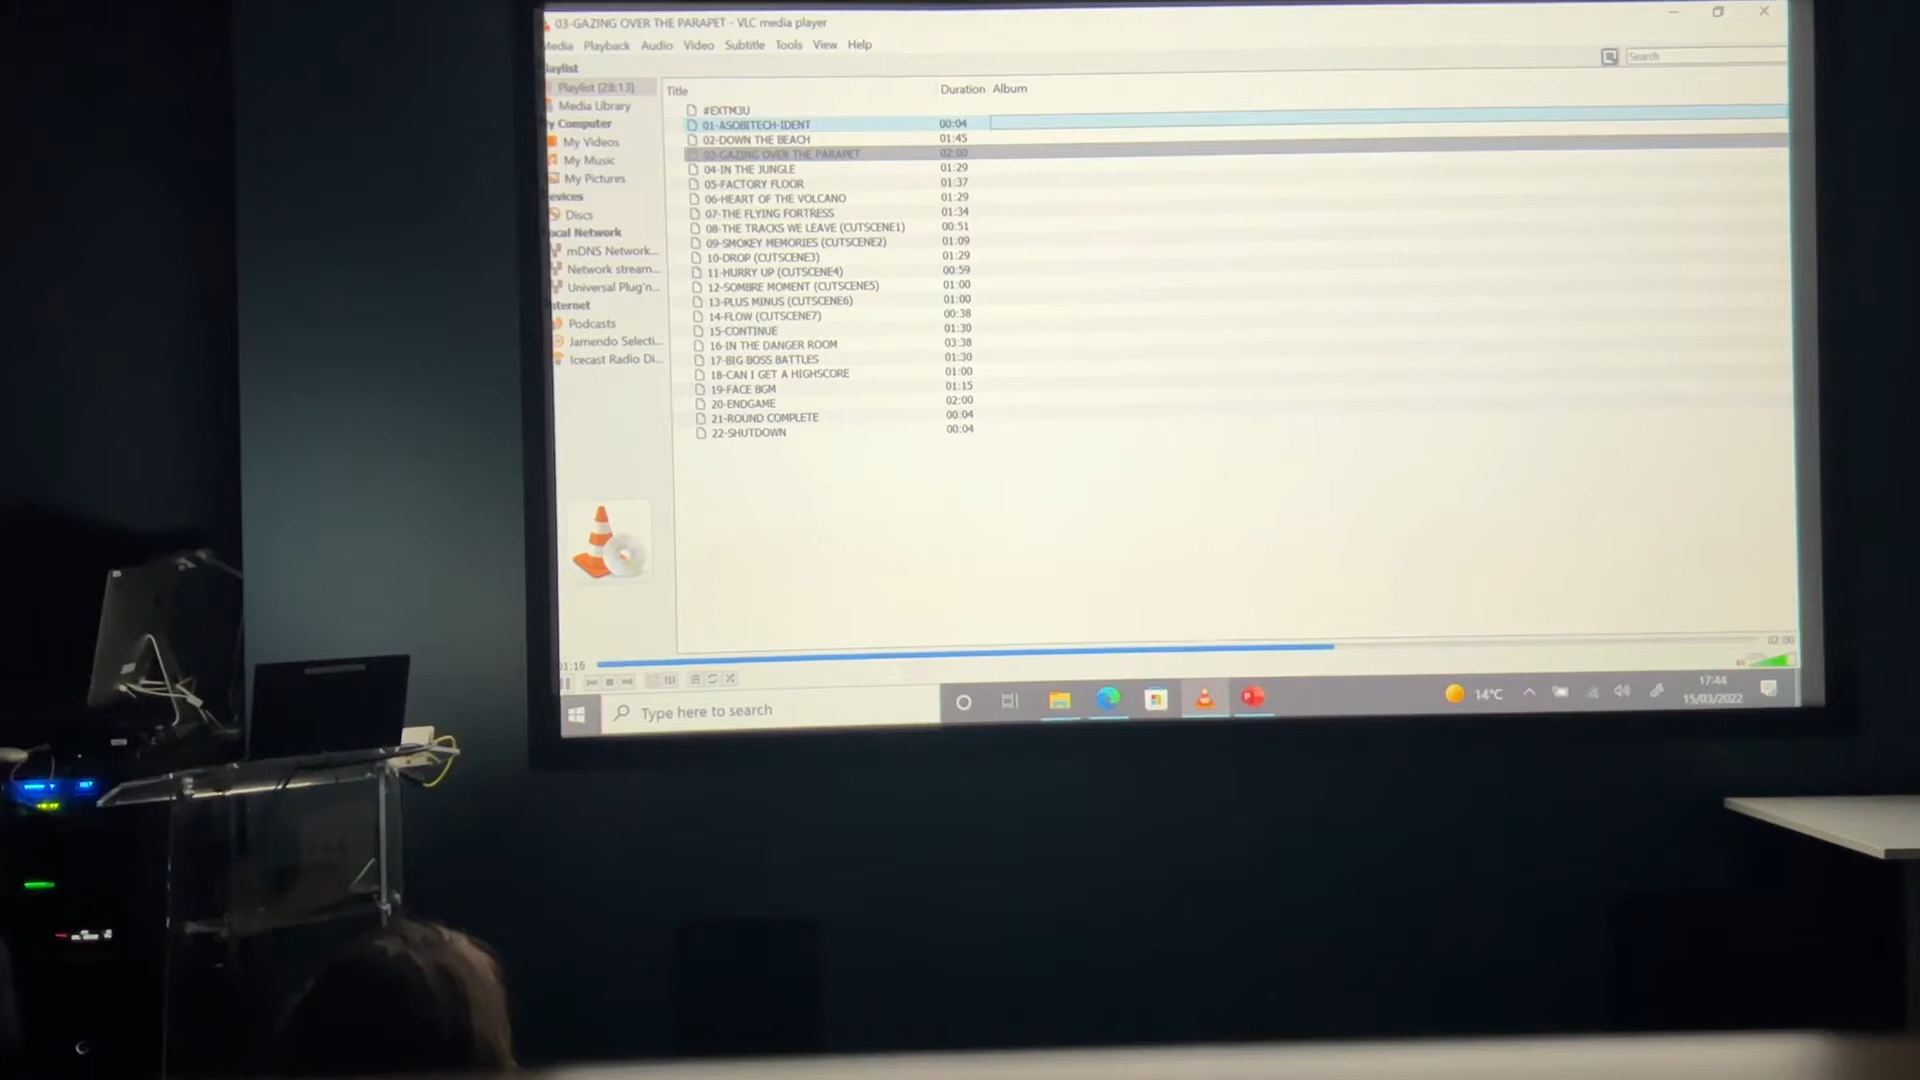 03-GAZING OVER THE PARAPET - VLC media player
Media Playback Audio Video Subtitle Tools View Help
Search
Playlist
Playlist [28:13]
Media Library
My Computer
My Videos
My Music
My Pictures
Devices
Discs
Local Network
mDNS Network...
Network stream...
Universal Plug'n...
Internet
Podcasts
Jamendo Selecti...
Icecast Radio Di...
Title Duration Album
#EXTM3U
01-ASOBITECH-IDENT 00:04
02-DOWN THE BEACH 01:45
03-GAZING OVER THE PARAPET 02:00
04-IN THE JUNGLE 01:29
05-FACTORY FLOOR 01:37
06-HEART OF THE VOLCANO 01:29
07-THE FLYING FORTRESS 01:34
08-THE TRACKS WE LEAVE (CUTSCENE1) 00:51
09-SMOKEY MEMORIES (CUTSCENE2) 01:09
10-DROP (CUTSCENE3) 01:29
11-HURRY UP (CUTSCENE4) 00:59
12-SOMBRE MOMENT (CUTSCENE5) 01:00
13-PLUS MINUS (CUTSCENE6) 01:00
14-FLOW (CUTSCENE7) 00:38
15-CONTINUE 01:30
16-IN THE DANGER ROOM 03:38
17-BIG BOSS BATTLES 01:30
18-CAN I GET A HIGHSCORE 01:00
19-FACE BGM 01:15
20-ENDGAME 02:00
21-ROUND COMPLETE 00:04
22-SHUTDOWN 00:04
01:16 02:00
Type here to search
14°C
17:44
15/03/2022